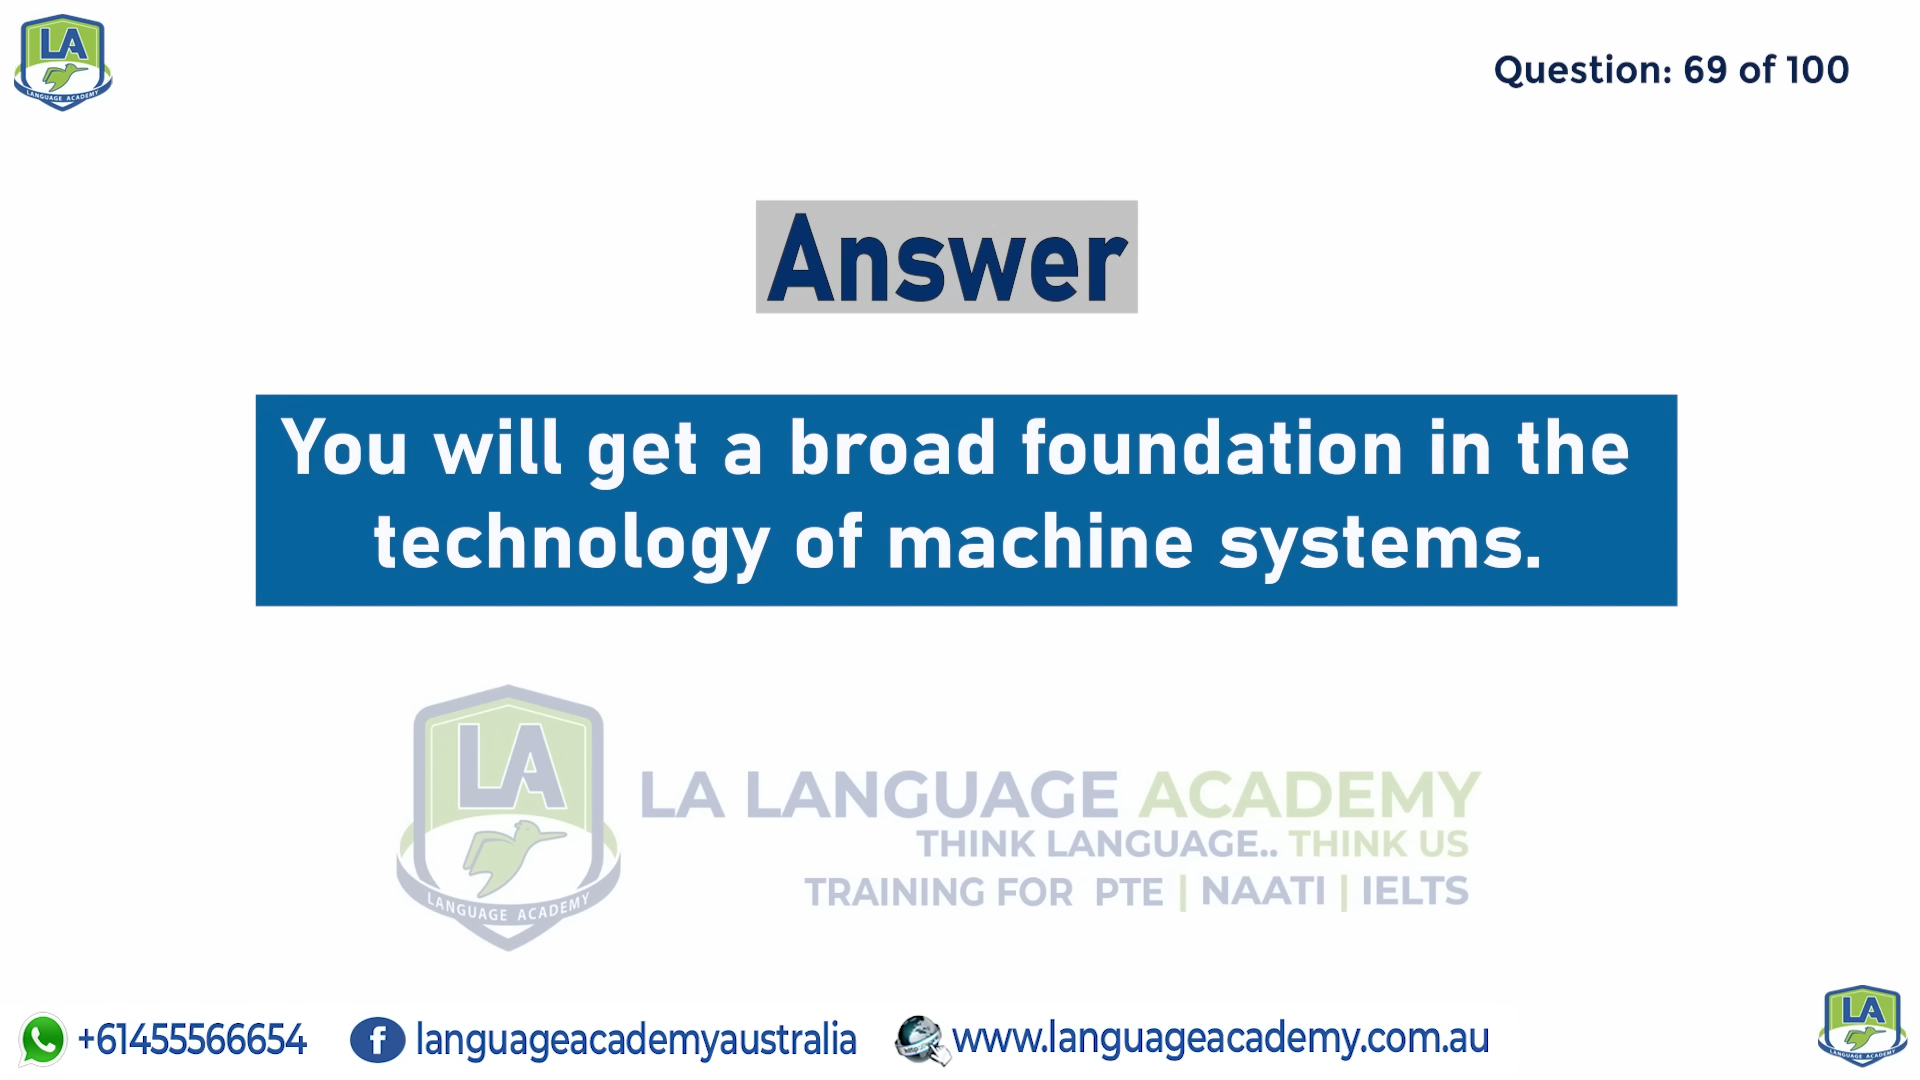 LA
LANGUAGE ACADEMY
Question: 69 of 100
Answer
You will get a broad foundation in the
technology of machine systems.
LA
LANGUAGE ACADEMY
LA LANGUAGE ACADEMY
THINK LANGUAGE.. THINK US
TRAINING FOR PTE | NAATI | IELTS
+61455566654
languageacademyaustralia
www.languageacademy.com.au
LA
LANGUAGE ACADEMY